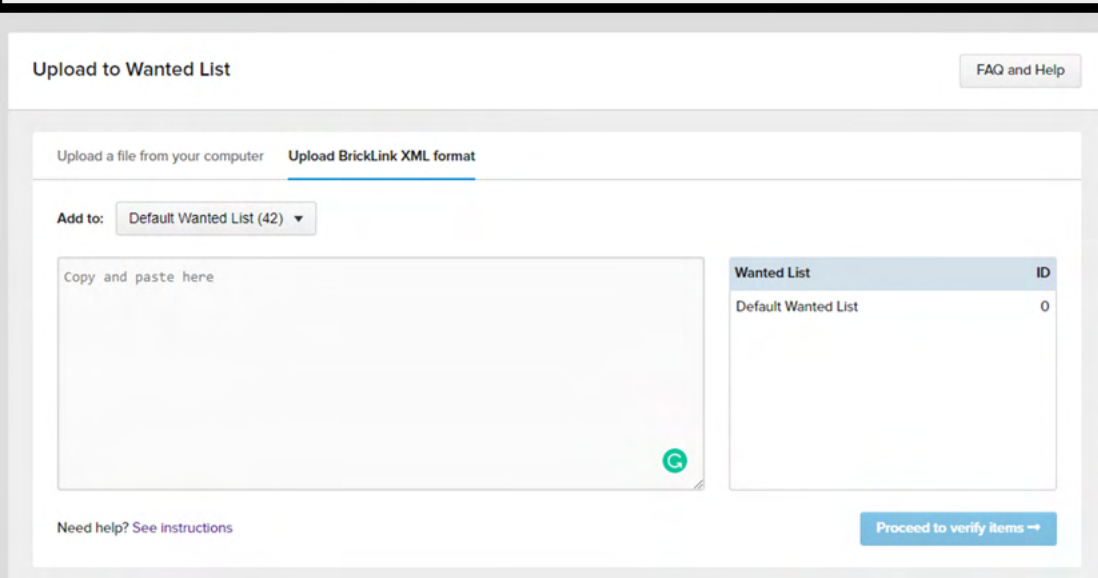 Upload to Wanted List
FAQ and Help
Upload a file from your computer Upload BrickLink XML format
Add to: Default Wanted List (42)
Copy and paste here
Wanted List ID
Default Wanted List 0
Need help? See instructions
Proceed to verify items →